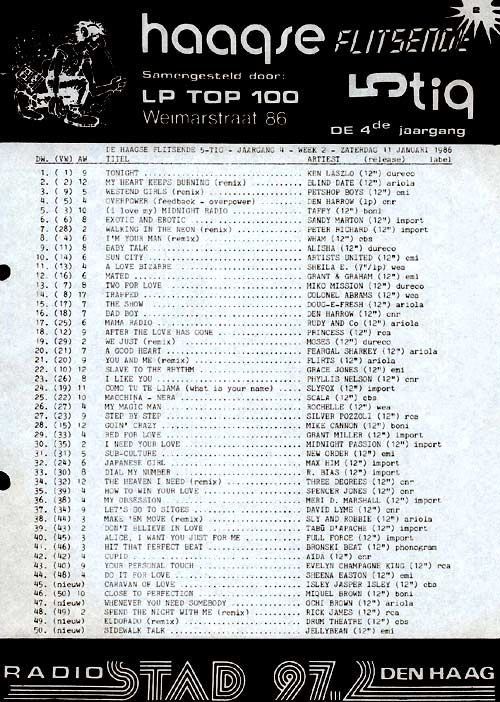 haagse FLITSENDE
Samengesteld door:
LP TOP 100
Weimarstraat 86
5tig
DE 4de jaargang
DE HAAGSE FLITSENDE 5-TIG - JAARGANG 4 - WEEK 2 - ZATERDAG 11 JANUARI 1986
DW. (VW) AW TITEL ARTIEST (release) label
1. ( 1) 9 TONIGHT ... KEN LASZLO (12") dureco
2. ( 2) 12 MY HEART KEEPS BURNING (remix) ... BLIND DATE (12") ariola
3. ( 9) 5 WESTEND GIRLS (remix) ... PETSHOP BOYS (12") emi
4. ( 5) 4 OVERPOWER (feedback - overpower) ... DEN HARROW (lp) cnr
5. ( 3) 10 (i love my) MIDNIGHT RADIO ... TAFFY (12") boni
6. ( 6) 8 EXOTIC AND EROTIC ... SANDY MARTON (12") import
7. (28) 2 WALKING IN THE NEON (remix) ... PETER RICHARD (12") import
8. ( 4) 6 I'M YOUR MAN (remix) ... WHAM (12") cbs
9. (11) 8 BABY TALK ... ALISHA (12") dureco
10. (14) 6 SUN CITY ... ARTISTS UNITED (12") emi
11. (13) 4 A LOVE BIZARRE ... SHEILA E. (7"/lp) wea
12. (16) 6 MATED ... GRANT & GRAHAM (12") emi
13. ( 7) 8 TWO FOR LOVE ... MIKO MISSION (12") dureco
14. ( 8) 17 TRAPPED ... COLONEL ABRAMS (12") wea
15. (17) 7 THE SHOW ... DOUG-E-FRESH (12") ariola
16. (18) 7 BAD BOY ... DEN HARROW (12") cnr
17. (25) 6 MAMA RADIO ... RUDY AND Co (12") ariola
18. (12) 9 AFTER THE LOVE HAS GONE ... PRINCESS (12") rca
19. (29) 2 WE JUST (remix) ... MOSES (12") dureco
20. (21) 7 A GOOD HEART ... FEARGAL SHARKEY (12") ariola
21. (20) 9 YOU AND ME (remix) ... FLIRTS (12") ariola
22. (10) 12 SLAVE TO THE RHYTHM ... GRACE JONES (12") emi
23. (26) 8 I LIKE YOU ... PHYLLIS NELSON (12") cnr
24. (19) 11 COMO TU TE LLAMA (what is your name) ... SLYFOX (12") import
25. (22) 10 MACCHINA - NERA ... SCALA (12") cbs
26. (27) 4 MY MAGIC MAN ... ROCHELLE (12") wea
27. (23) 9 STEP BY STEP ... SILVER POZZOLI (12") rca
28. (15) 12 GOIN' CRAZY ... MIKE CANNON (12") boni
29. (33) 4 RED FOR LOVE ... GRANT MILLER (12") import
30. (35) 2 I NEED YOUR LOVE ... MIDNIGHT PASSION (12") import
31. (31) 5 SUB-CULTURE ... NEW ORDER (12") emi
32. (24) 6 JAPANESE GIRL ... MAX HIM (12") cnr
33. (30) 8 DIAL MY NUMBER ... R. BIAS (12") import
34. (32) 12 THE HEAVEN I NEED (remix) ... THREE DEGREES (12") cnr
35. (39) 4 HOW TO WIN YOUR LOVE ... SPENCER JONES (12") cnr
36. (38) 4 MY OBSESSION ... MERI D. MARSHALL (12") import
37. (34) 9 LET'S GO TO SITGES ... DAVID LYME (12") cnr
38. (44) 3 MAKE 'EM MOVE (remix) ... SLY AND ROBBIE (12") ariola
39. (43) 2 DON'T BELIEVE IN LOVE ... TABÚ D'APACHE (12") import
40. (45) 3 ALICE, I WANT YOU JUST FOR ME ... FULL FORCE (12") import
41. (46) 3 HIT THAT PERFECT BEAT ... BRONSKI BEAT (12") phonogram
42. (42) 4 CUPID ... AIDA (12") cnr
43. (40) 9 YOUR PERSONAL TOUCH ... EVELYN CHAMPAGNE KING (12") rca
44. (48) 4 DO IT FOR LOVE ... SHEENA EASTON (12") emi
45. (nieuw) CARAVAN OF LOVE ... ISLEY JASPER ISLEY (12") cbs
46. (50) 10 CLOSE TO PERFECTION ... MIQUEL BROWN (12") boni
47. (nieuw) WHENEVER YOU NEED SOMEBODY ... OCHI BROWN (12") ariola
48. (99) 2 SPEND THE NIGHT WITH ME (remix) ... RICK JAMES (12") rca
49. (nieuw) ELDORADO (remix) ... DRUM THEATRE (12") cbs
50. (nieuw) SIDEWALK TALK ... JELLYBEAN (12") emi
RADIO STAD 97.2 DEN HAAG